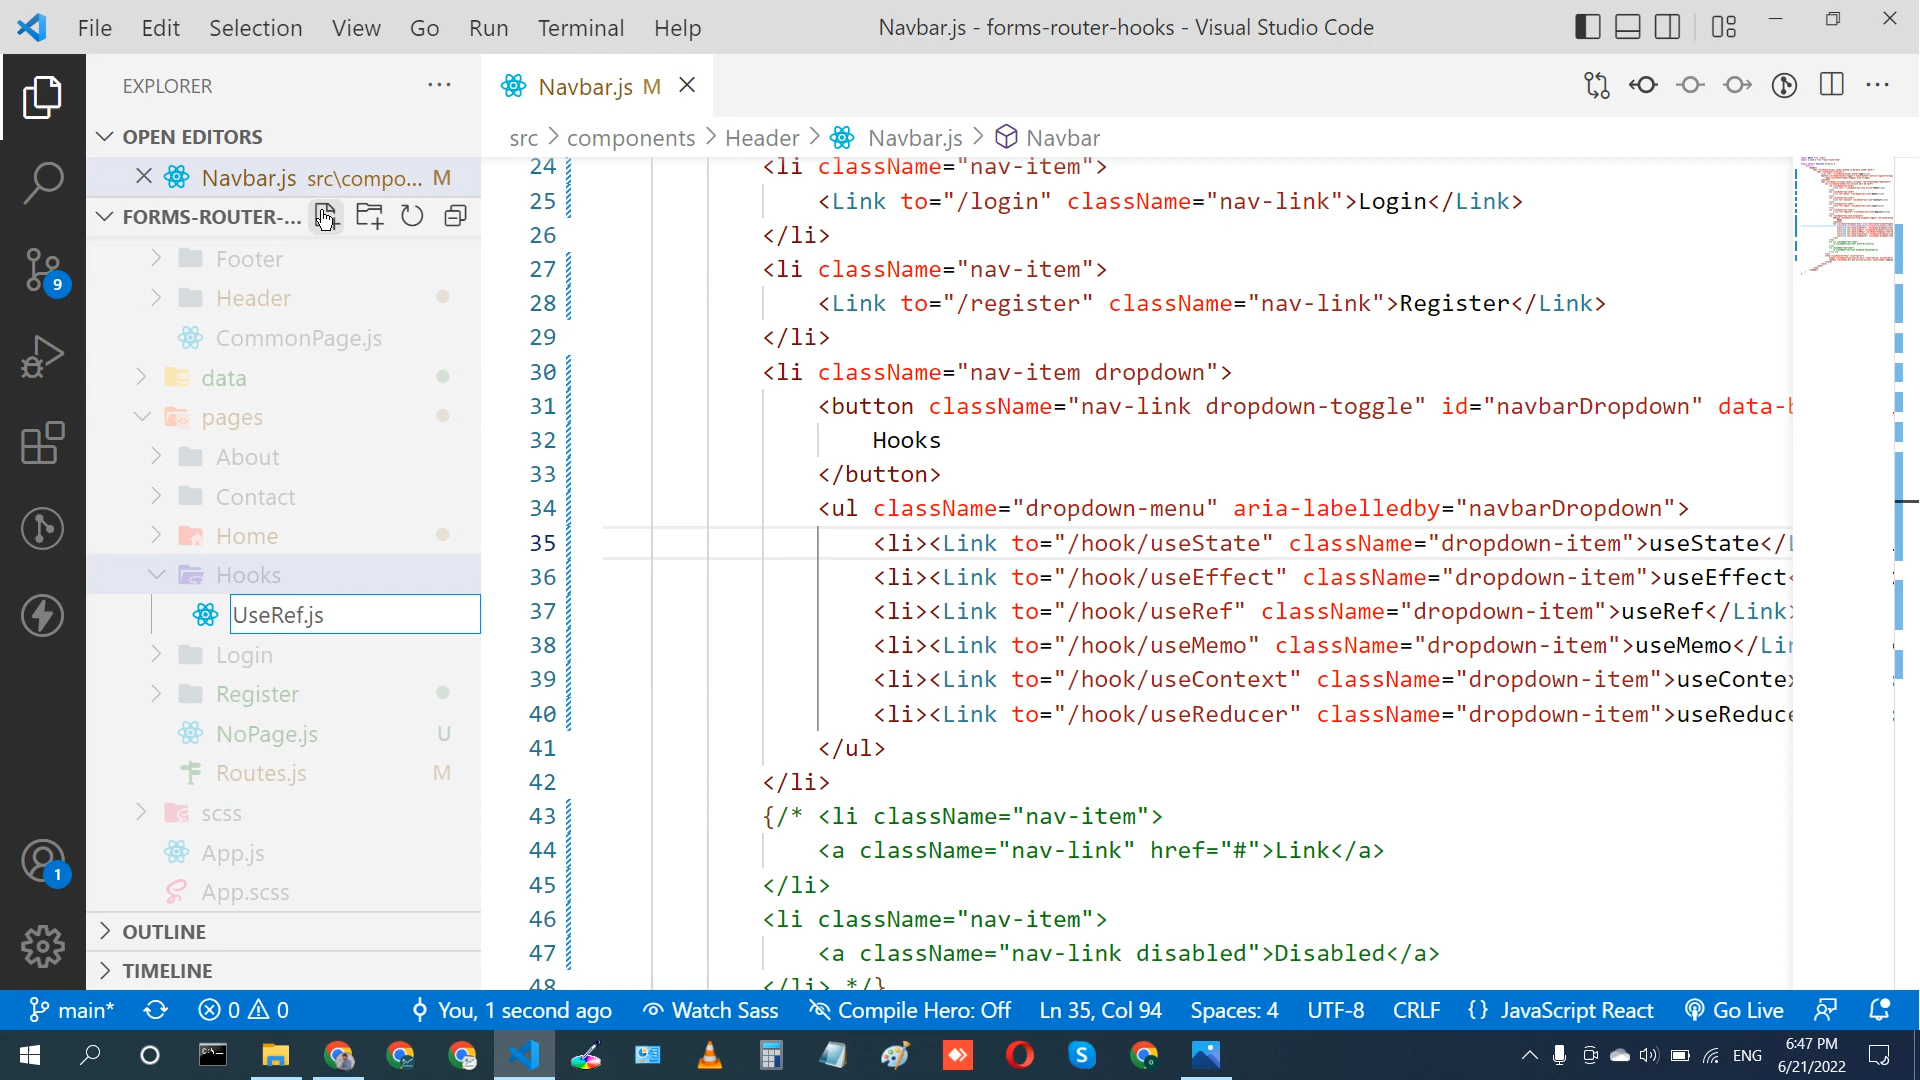 File Edit Selection View Go Run Terminal Help
Navbar.js - forms-router-hooks - Visual Studio Code
EXPLORER
OPEN EDITORS
Navbar.js src\compo... M
FORMS-ROUTER-...
Footer
Header
CommonPage.js
data
pages
About
Contact
Home
Hooks
UseRef.js
Login
Register
NoPage.js U
Routes.js M
scss
App.js
App.scss
OUTLINE
TIMELINE
9
1
Navbar.js M
src > components > Header > Navbar.js > Navbar
24 <li className="nav-item">
25 <Link to="/login" className="nav-link">Login</Link>
26 </li>
27 <li className="nav-item">
28 <Link to="/register" className="nav-link">Register</Link>
29 </li>
30 <li className="nav-item dropdown">
31 <button className="nav-link dropdown-toggle" id="navbarDropdown" data-b
32 Hooks
33 </button>
34 <ul className="dropdown-menu" aria-labelledby="navbarDropdown">
35 <li><Link to="/hook/useState" className="dropdown-item">useState</L
36 <li><Link to="/hook/useEffect" className="dropdown-item">useEffect<
37 <li><Link to="/hook/useRef" className="dropdown-item">useRef</Link>
38 <li><Link to="/hook/useMemo" className="dropdown-item">useMemo</Lin
39 <li><Link to="/hook/useContext" className="dropdown-item">useContex
40 <li><Link to="/hook/useReducer" className="dropdown-item">useReduce
41 </ul>
42 </li>
43 {/* <li className="nav-item">
44 <a className="nav-link" href="#">Link</a>
45 </li>
46 <li className="nav-item">
47 <a className="nav-link disabled">Disabled</a>
48 </li> */}
main* 0 0 You, 1 second ago Watch Sass Compile Hero: Off Ln 35, Col 94 Spaces: 4 UTF-8 CRLF {} JavaScript React Go Live
ENG
6:47 PM
6/21/2022